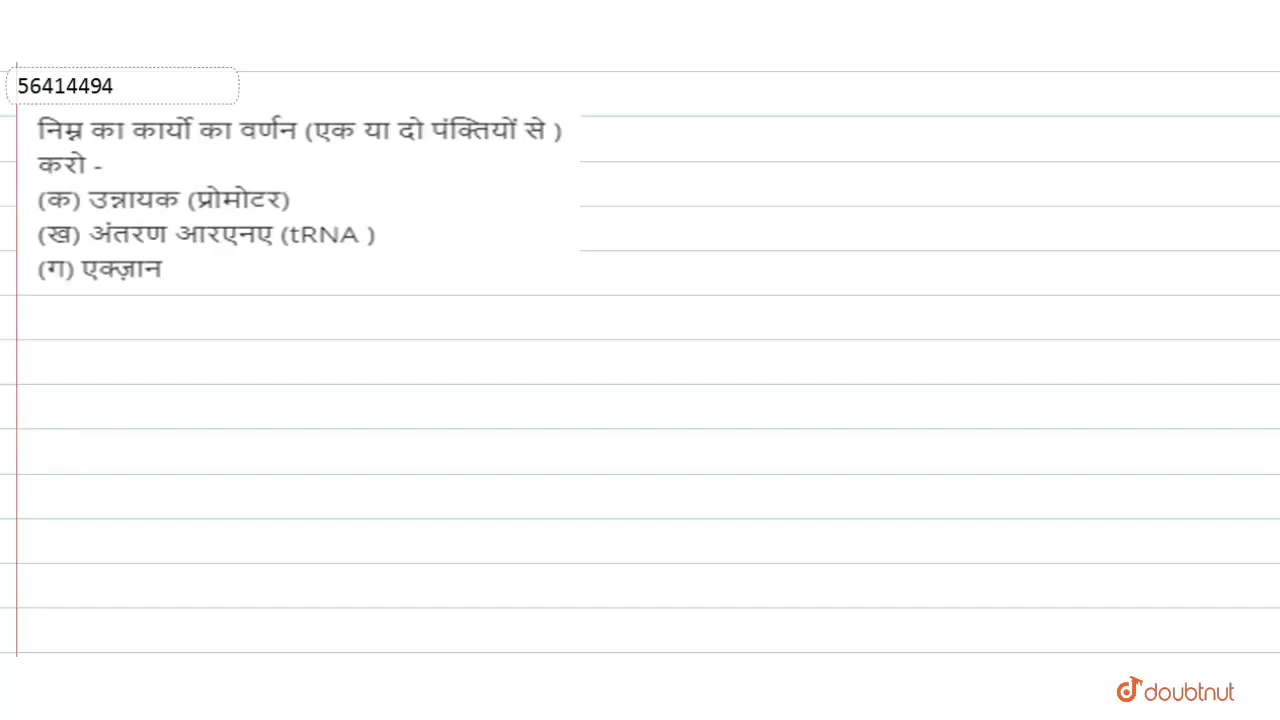 56414494
निम्न का कार्यो का वर्णन (एक या दो पंक्तियों से )
करो -
(क) उन्नायक (प्रोमोटर)
(ख) अंतरण आरएनए (tRNA )
(ग) एक्ज़ान
doubtnut